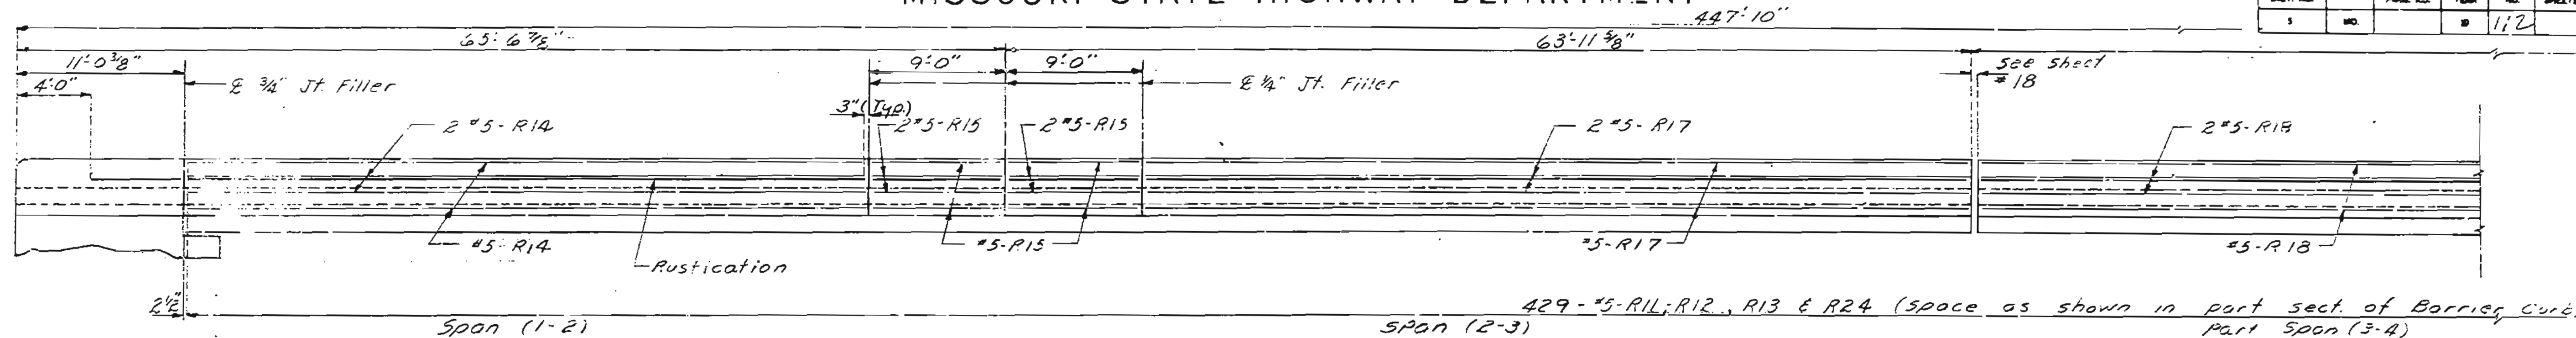 MISSOURI STATE HIGHWAY DEPARTMENT
447'-10"
5 MO. 112
65'-6 7/8"
63'-11 5/8"
11'-0 3/8"
9'-0" 9'-0"
See sheet
#18
4'-0"
℄ 3/4" Jt. Filler
℄ 1/4" Jt. Filler
3" (Typ.)
2 #5-R14
2 #5-R15
2 #5-R15
2 #5-R17
2 #5-R18
#5-R14
#5-R15
#5-R17
#5-R18
Rustication
2 1/2"
429 - #5-R11, R12, R13 & R24 (space as shown in part sect. of Barrier Curb
Span (1-2)
Span (2-3)
Part Span (3-4)